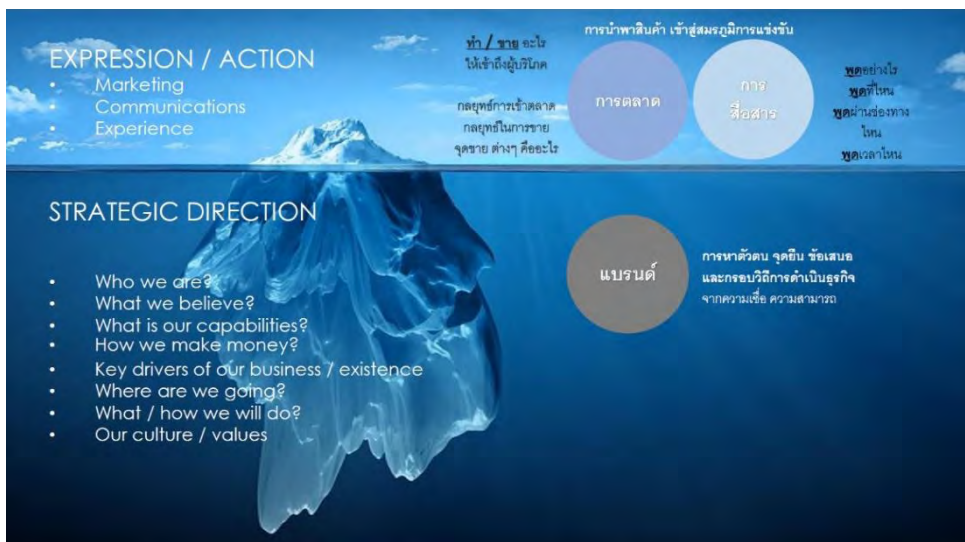 EXPRESSION / ACTION
• Marketing
• Communications
• Experience
ทำ / ขาย อะไร
ให้เข้าถึงผู้บริโภค
กลยุทธ์การเข้าตลาด
กลยุทธ์ในการขาย
จุดขาย ต่างๆ คืออะไร
การนำพาสินค้า เข้าสู่สมรภูมิการแข่งขัน
การตลาด
การ
สื่อสาร
พูดอย่างไร
พูดที่ไหน
พูดผ่านช่องทาง
ไหน
พูดเวลาไหน
STRATEGIC DIRECTION
• Who we are?
• What we believe?
• What is our capabilities?
• How we make money?
• Key drivers of our business / existence
• Where are we going?
• What / how we will do?
• Our culture / values
แบรนด์
การหาตัวตน จุดยืน ข้อเสนอ
และกรอบวิถีการดำเนินธุรกิจ
จากความเชื่อ ความสามารถ